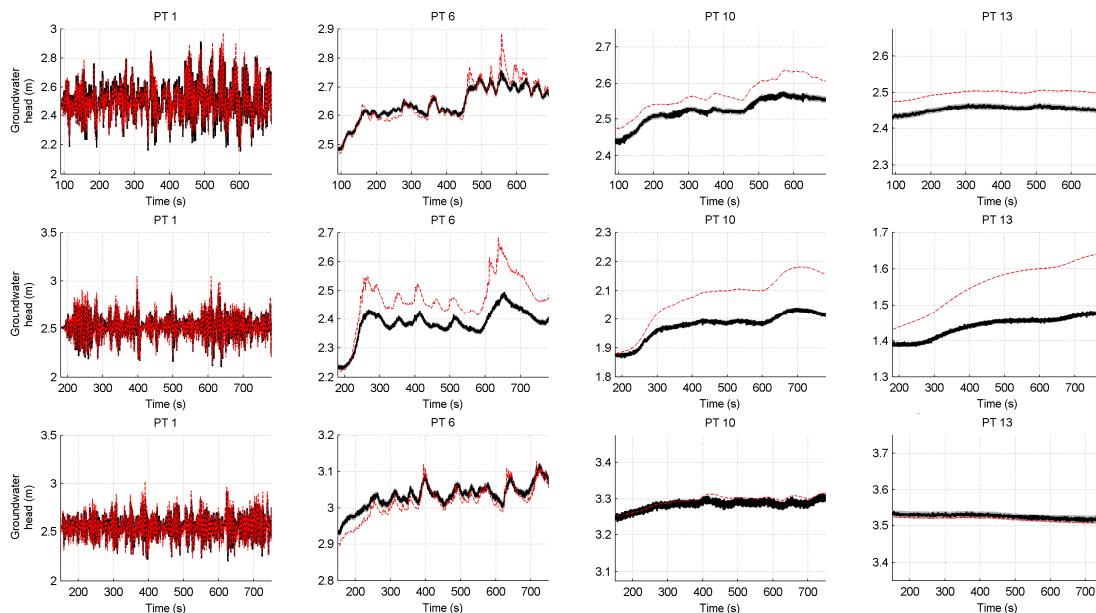 PT 1 PT 6 PT 10 PT 13
Groundwater
head (m)
3
2.8
2.6
2.4
2.2
2
100 200 300 400 500 600
Time (s)
2.9
2.8
2.7
2.6
2.5
100 200 300 400 500 600
Time (s)
2.7
2.6
2.5
2.4
100 200 300 400 500 600
Time (s)
2.6
2.5
2.4
2.3
100 200 300 400 500 600
Time (s)
PT 1 PT 6 PT 10 PT 13
Groundwater
head (m)
3.5
3
2.5
2
200 300 400 500 600 700
Time (s)
2.7
2.6
2.5
2.4
2.3
2.2
200 300 400 500 600 700
Time (s)
2.3
2.2
2.1
2
1.9
1.8
200 300 400 500 600 700
Time (s)
1.7
1.6
1.5
1.4
1.3
200 300 400 500 600 700
Time (s)
PT 1 PT 6 PT 10 PT 13
Groundwater
head (m)
3.5
3
2.5
2
200 300 400 500 600 700
Time (s)
3.2
3.1
3
2.9
2.8
200 300 400 500 600 700
Time (s)
3.4
3.3
3.2
3.1
200 300 400 500 600 700
Time (s)
3.7
3.6
3.5
3.4
200 300 400 500 600 700
Time (s)